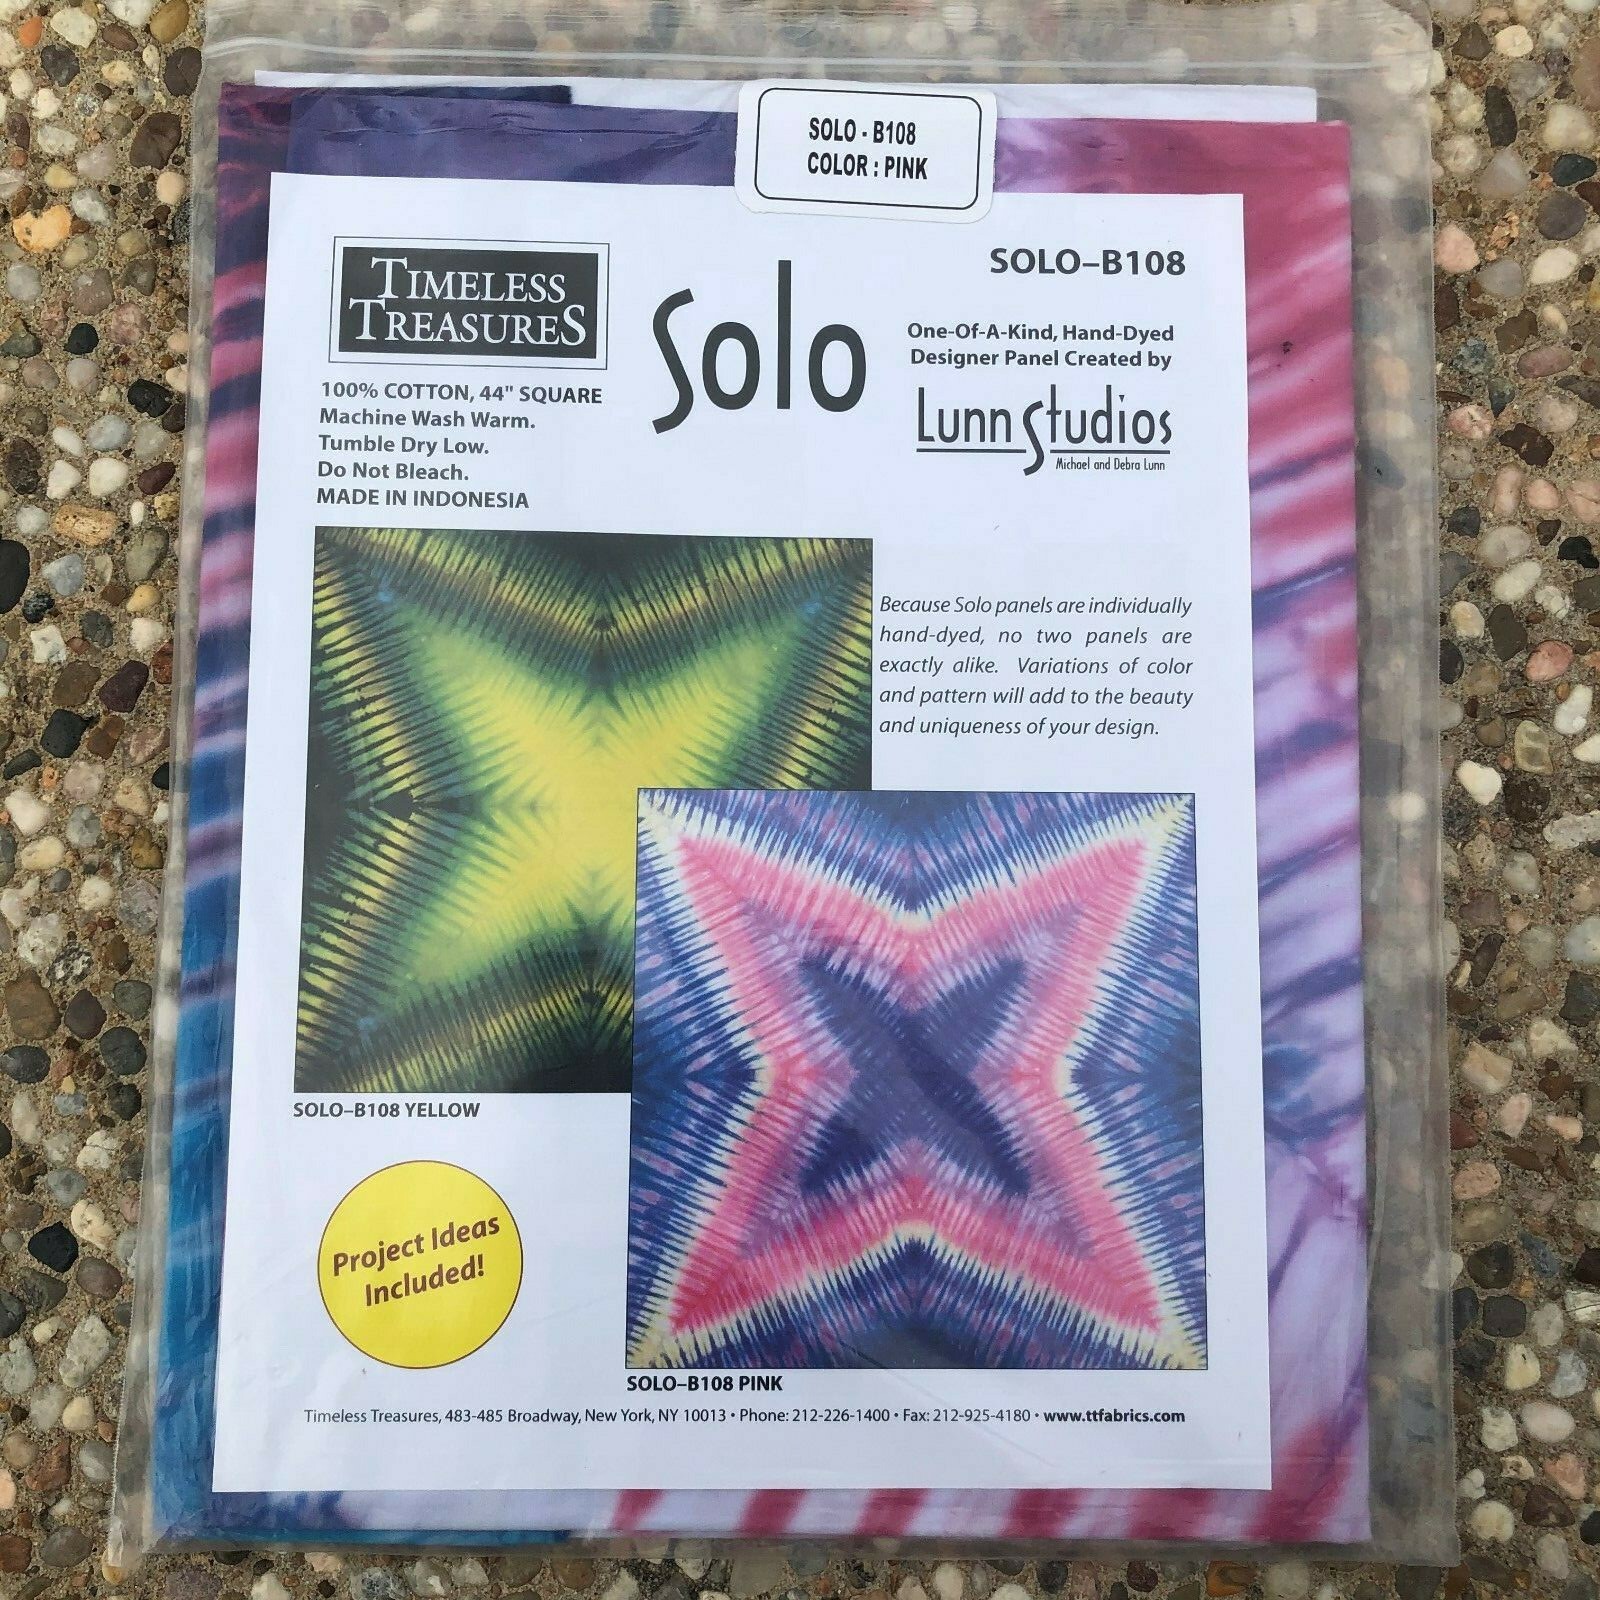 SOLO - B108
COLOR : PINK
TIMELESS
TREASURES
Solo
SOLO–B108
100% COTTON, 44" SQUARE
Machine Wash Warm.
Tumble Dry Low.
Do Not Bleach.
MADE IN INDONESIA
One-Of-A-Kind, Hand-Dyed
Designer Panel Created by
Lunn Studios
Michael and Debra Lunn
Because Solo panels are individually
hand-dyed, no two panels are
exactly alike. Variations of color
and pattern will add to the beauty
and uniqueness of your design.
SOLO–B108 YELLOW
Project Ideas
Included!
SOLO–B108 PINK
Timeless Treasures, 483-485 Broadway, New York, NY 10013 • Phone: 212-226-1400 • Fax: 212-925-4180 • www.ttfabrics.com